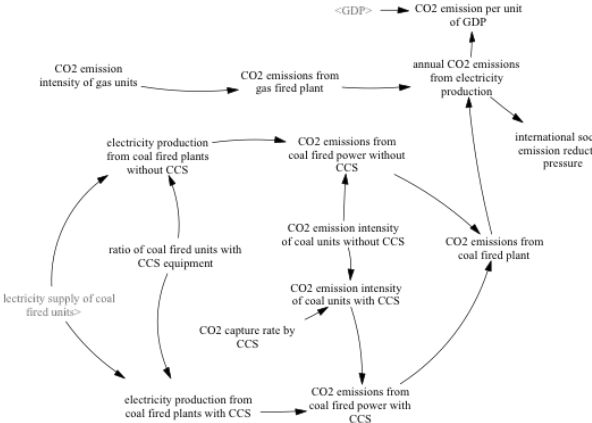 <GDP>
CO2 emission per unit
of GDP
CO2 emission
intensity of gas units
CO2 emissions from
gas fired plant
annual CO2 emissions
from electricity
production
international soc
emission reduct
pressure
electricity production
from coal fired plants
without CCS
CO2 emissions from
coal fired power without
CCS
ratio of coal fired units with
CCS equipment
CO2 emission intensity
of coal units without CCS
CO2 emissions from
coal fired plant
lectricity supply of coal
fired units>
CO2 emission intensity
of coal units with CCS
CO2 capture rate by
CCS
electricity production from
coal fired plants with CCS
CO2 emissions from
coal fired power with
CCS